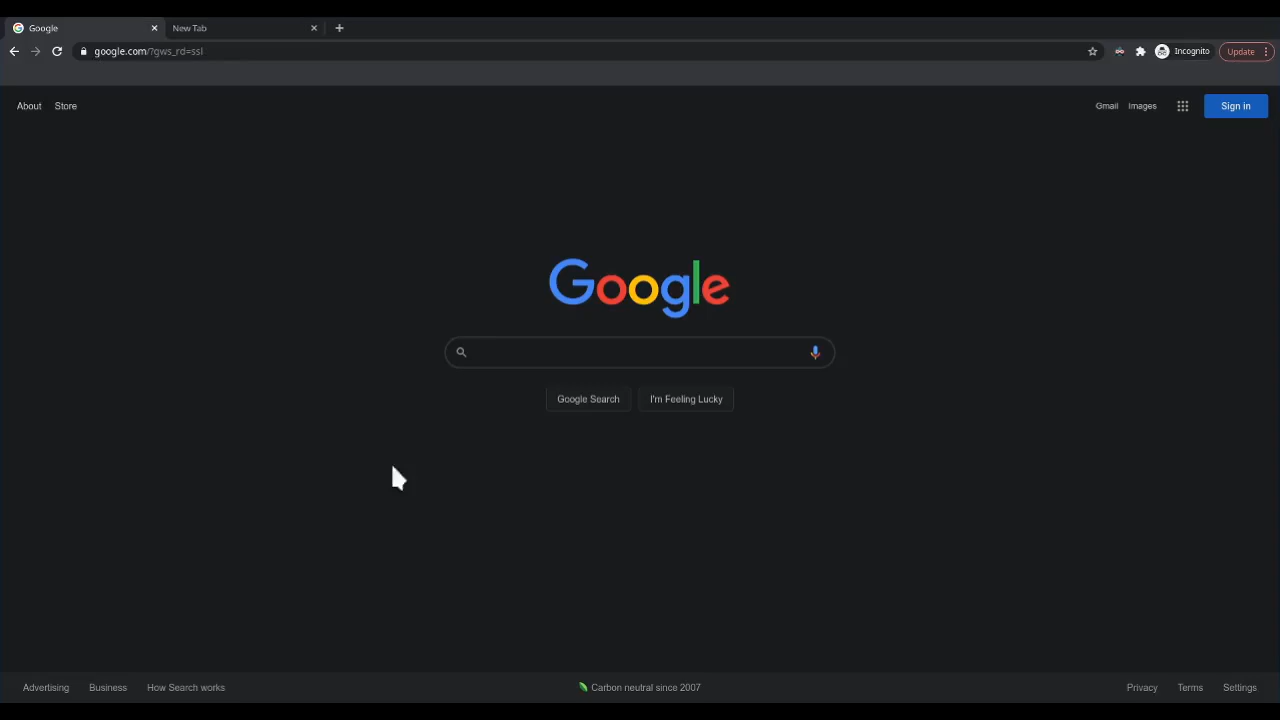 Google
New Tab
google.com/?gws_rd=ssl
Incognito
Update
About Store
Gmail Images
Sign in
Google
Google Search
I'm Feeling Lucky
Advertising Business How Search works
Carbon neutral since 2007
Privacy Terms Settings